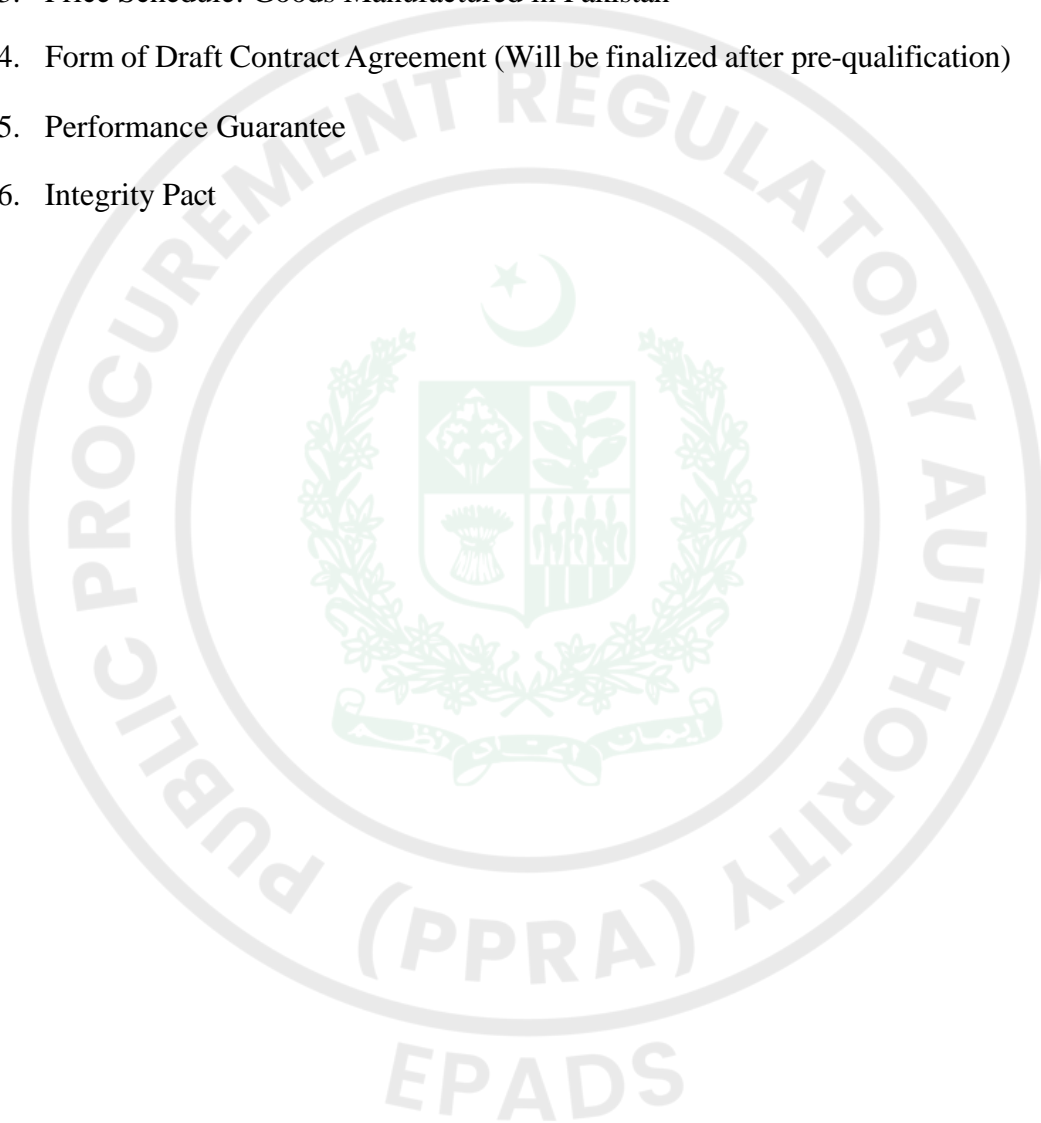 3. Price Schedule: Goods Manufactured in Pakistan
4. Form of Draft Contract Agreement (Will be finalized after pre-qualification)
5. Performance Guarantee
6. Integrity Pact
PUBLIC PROCUREMENT REGULATORY AUTHORITY
(PPRA)
EPADS